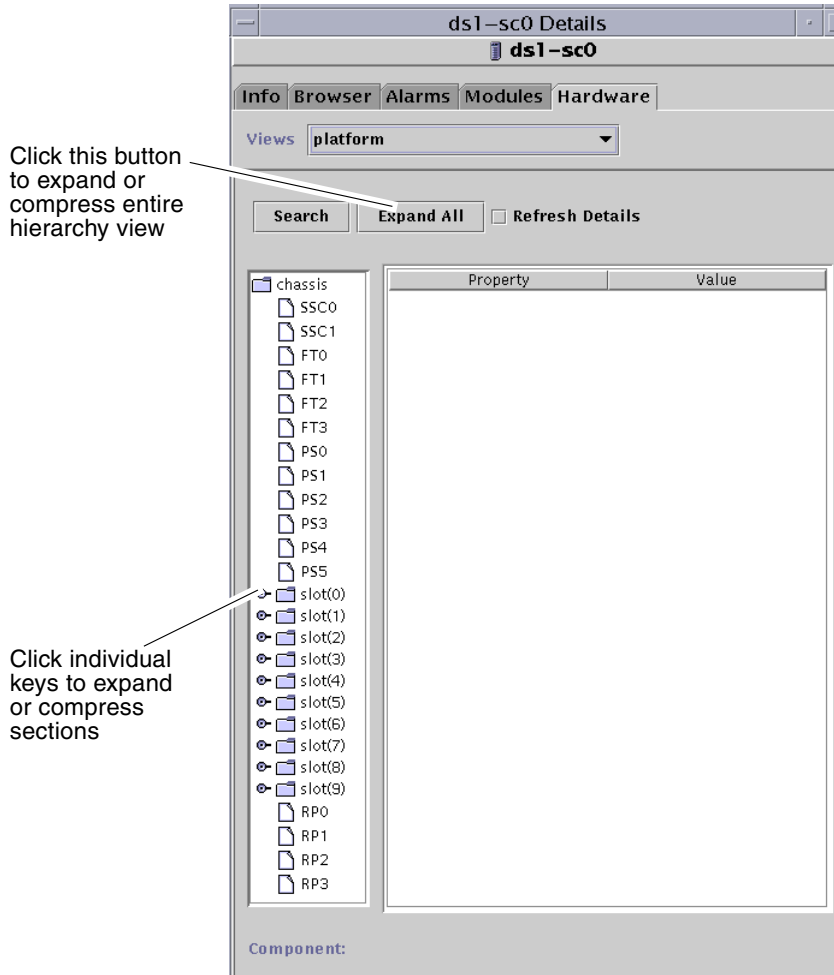 ds1-sc0 Details
ds1-sc0
Info Browser Alarms Modules Hardware
Views platform
Click this button
to expand or
compress entire
hierarchy view
Search Expand All Refresh Details
Property Value
chassis
SSC0
SSC1
FT0
FT1
FT2
FT3
PS0
PS1
PS2
PS3
PS4
PS5
slot(0)
slot(1)
slot(2)
slot(3)
slot(4)
slot(5)
slot(6)
slot(7)
slot(8)
slot(9)
RP0
RP1
RP2
RP3
Click individual
keys to expand
or compress
sections
Component: